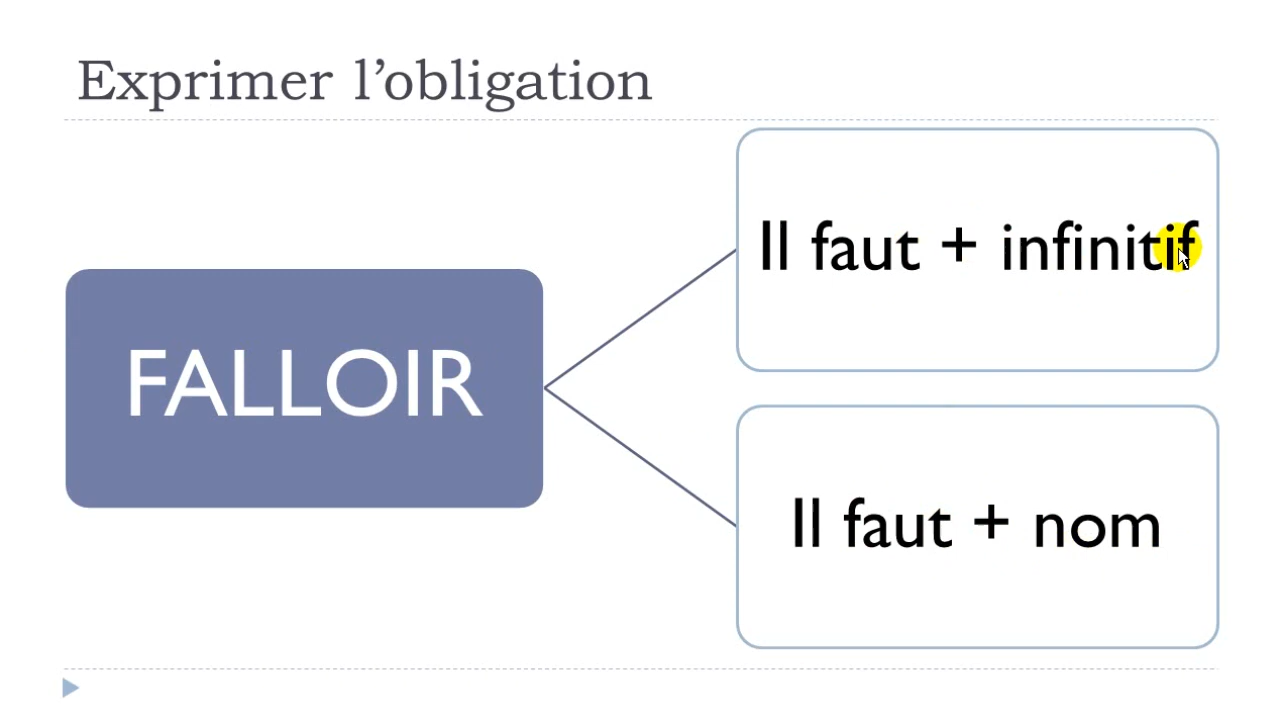 Exprimer l’obligation
FALLOIR
Il faut + infinitif
Il faut + nom